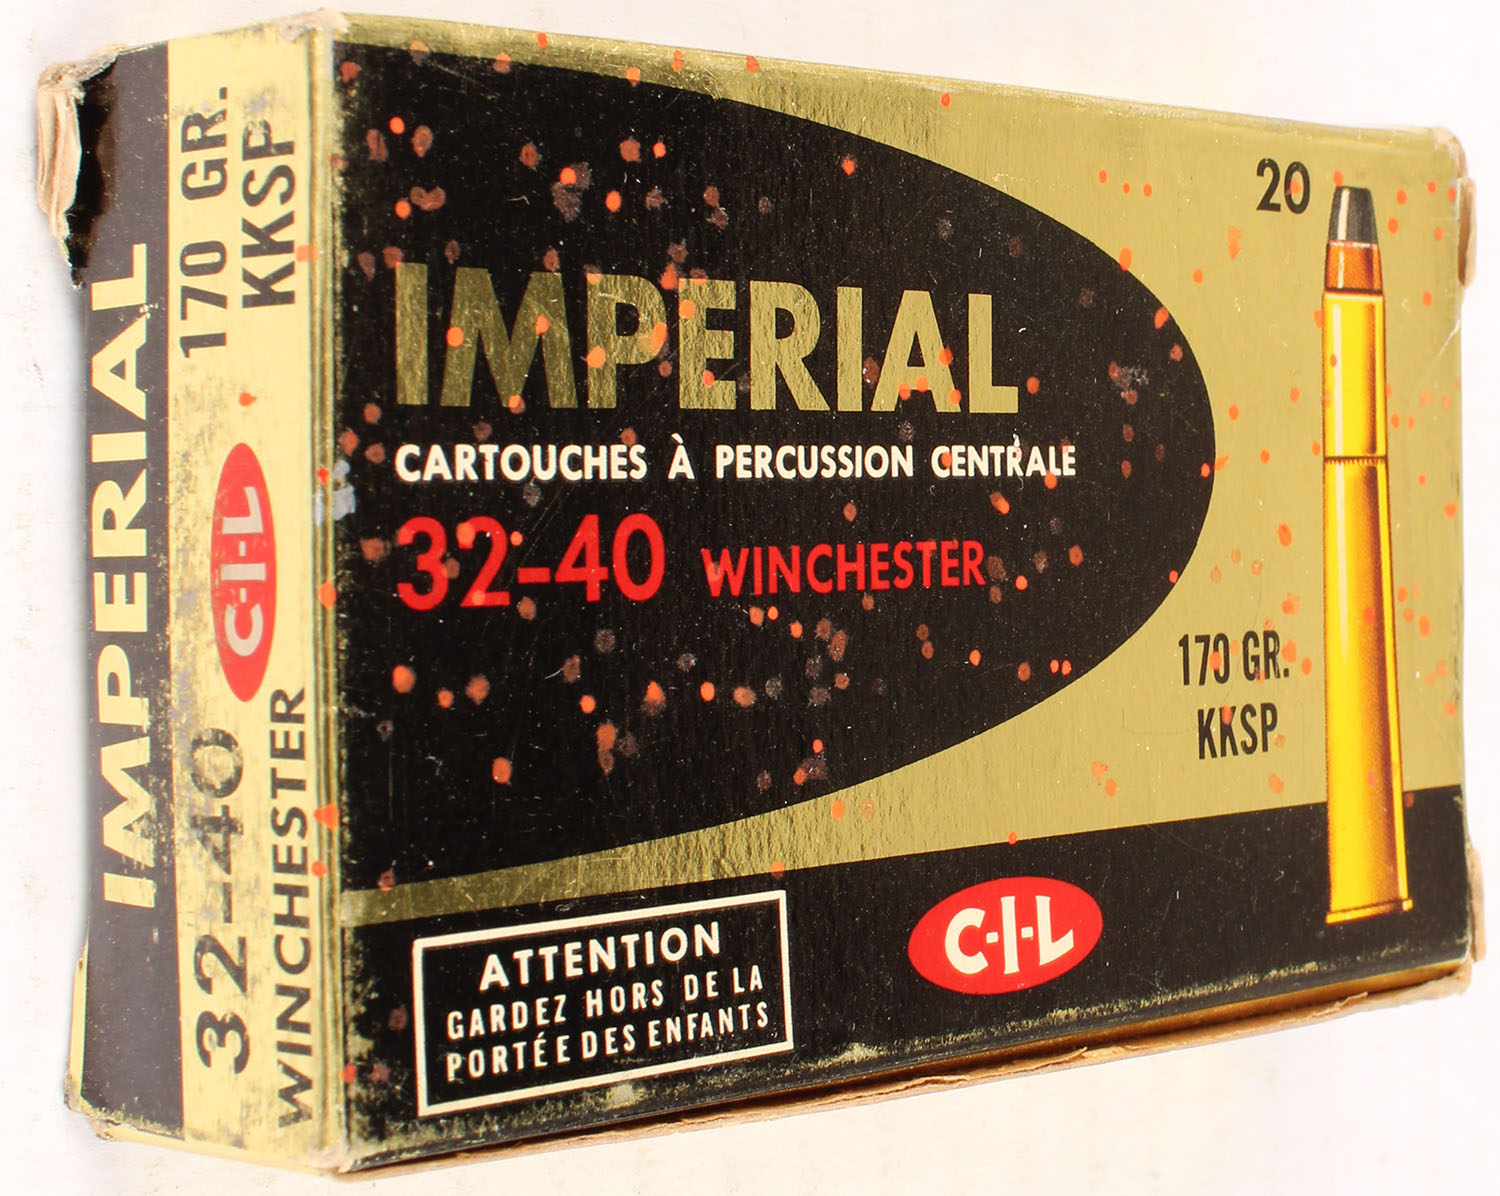 IMPERIAL
170 GR.
KKSP
C-I-L
32-40
WINCHESTER
IMPERIAL
CARTOUCHES À PERCUSSION CENTRALE
32-40 WINCHESTER
20
170 GR.
KKSP
ATTENTION
GARDEZ HORS DE LA
PORTÉE DES ENFANTS
C-I-L